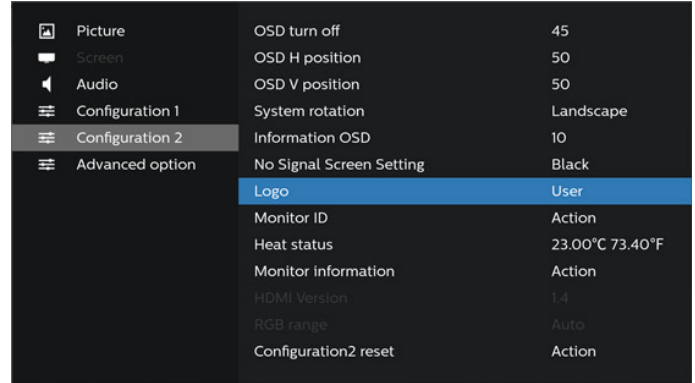 Picture
Screen
Audio
Configuration 1
Configuration 2
Advanced option
OSD turn off 45
OSD H position 50
OSD V position 50
System rotation Landscape
Information OSD 10
No Signal Screen Setting Black
Logo User
Monitor ID Action
Heat status 23.00°C 73.40°F
Monitor information Action
HDMI Version 1.4
RGB range Auto
Configuration2 reset Action